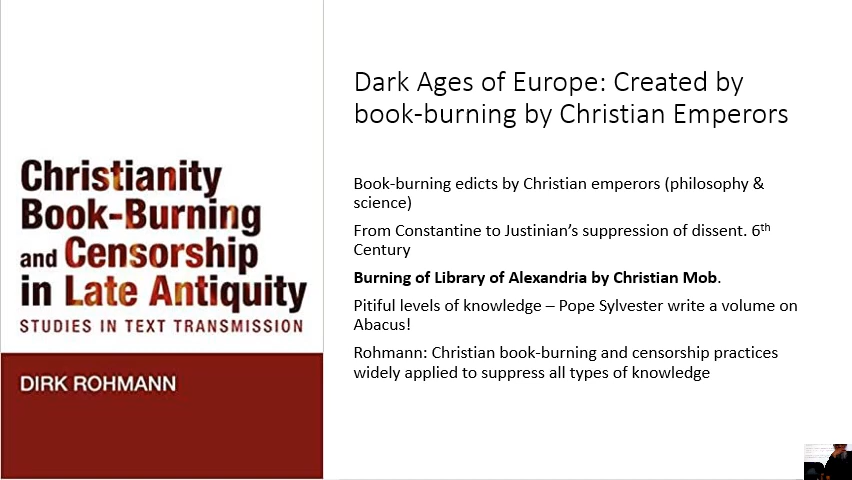 Christianity
Book-Burning
and Censorship
in Late Antiquity
STUDIES IN TEXT TRANSMISSION
DIRK ROHMANN
Dark Ages of Europe: Created by
book-burning by Christian Emperors
Book-burning edicts by Christian emperors (philosophy &
science)
From Constantine to Justinian’s suppression of dissent. 6th
Century
Burning of Library of Alexandria by Christian Mob.
Pitiful levels of knowledge – Pope Sylvester write a volume on
Abacus!
Rohmann: Christian book-burning and censorship practices
widely applied to suppress all types of knowledge